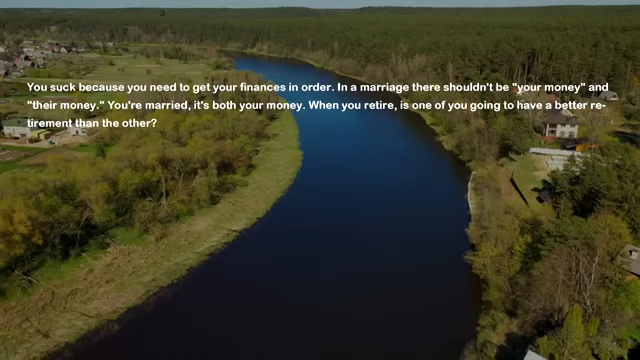 You suck because you need to get your finances in order. In a marriage there shouldn't be "your money" and
"their money." You're married, it's both your money. When you retire, is one of you going to have a better re-
tirement than the other?